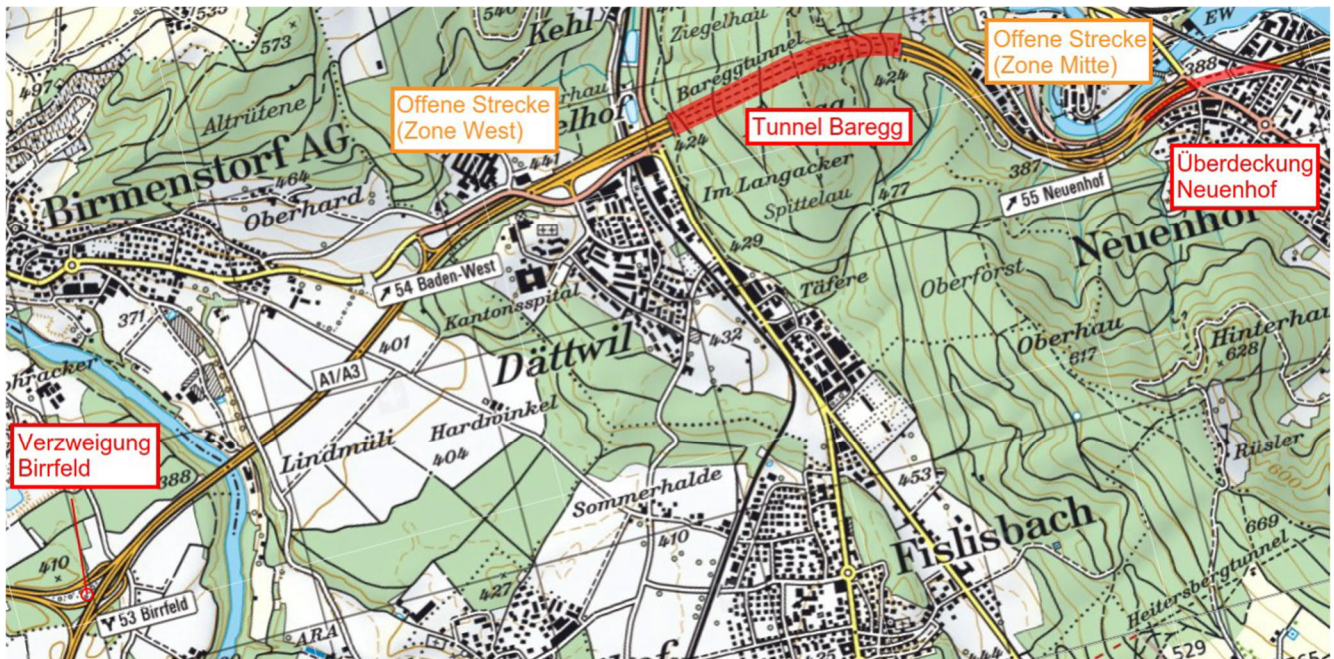 535
540
Kehl
Ziegelhau
EW
573
497
Offene Strecke
(Zone Mitte)
388
Bareggtunnel
531
424
Offene Strecke
(Zone West)
Altrütene
Tunnel Baregg
424
441
Birmenstorf AG
464
Oberhard
Im Langacker
Spittelau
477
387
55 Neuenhof
Überdeckung
Neuenhof
Neuenhof
429
54 Baden-West
Kantonsspital
Täfere
Oberforst
371
401
432
Oberhau
617
Hinterhau
628
A1/A3
Dättwil
Hardwinkel
404
Lindmüli
Verzweigung
Birrfeld
388
Rüsler
600
453
Sommerhalde
410
Fislisbach
669
410
427
53 Birrfeld
Heitersbergtunnel
ARA
529